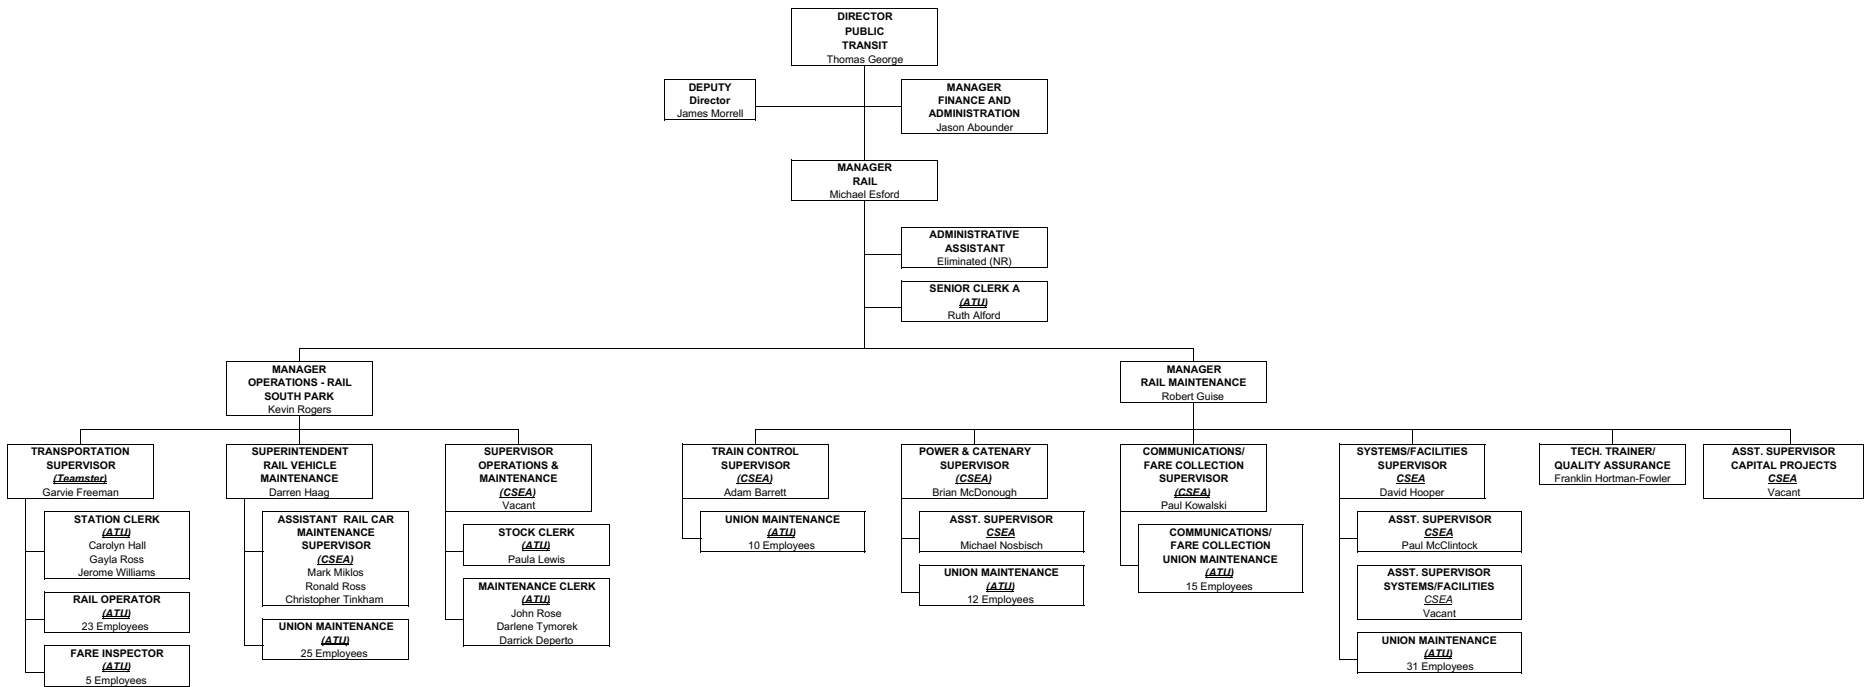 DIRECTOR
PUBLIC
TRANSIT
Thomas George
DEPUTY
Director
James Morrell
MANAGER
FINANCE AND
ADMINISTRATION
Jason Abounder
MANAGER
RAIL
Michael Esford
ADMINISTRATIVE
ASSISTANT
Eliminated (NR)
SENIOR CLERK A
(ATU)
Ruth Alford
MANAGER
OPERATIONS - RAIL
SOUTH PARK
Kevin Rogers
MANAGER
RAIL MAINTENANCE
Robert Guise
TRANSPORTATION
SUPERVISOR
(Teamster)
Garvie Freeman
STATION CLERK
(ATU)
Carolyn Hall
Gayla Ross
Jerome Williams
RAIL OPERATOR
(ATU)
23 Employees
FARE INSPECTOR
(ATU)
5 Employees
SUPERINTENDENT
RAIL VEHICLE
MAINTENANCE
Darren Haag
ASSISTANT RAIL CAR
MAINTENANCE
SUPERVISOR
(CSEA)
Mark Miklos
Ronald Ross
Christopher Tinkham
UNION MAINTENANCE
(ATU)
25 Employees
SUPERVISOR
OPERATIONS &
MAINTENANCE
(CSEA)
Vacant
STOCK CLERK
(ATU)
Paula Lewis
MAINTENANCE CLERK
(ATU)
John Rose
Darlene Tymorek
Darrick Deperto
TRAIN CONTROL
SUPERVISOR
(CSEA)
Adam Barrett
UNION MAINTENANCE
(ATU)
10 Employees
POWER & CATENARY
SUPERVISOR
(CSEA)
Brian McDonough
ASST. SUPERVISOR
CSEA
Michael Nosbisch
UNION MAINTENANCE
(ATU)
12 Employees
COMMUNICATIONS/
FARE COLLECTION
SUPERVISOR
(CSEA)
Paul Kowalski
COMMUNICATIONS/
FARE COLLECTION
UNION MAINTENANCE
(ATU)
15 Employees
SYSTEMS/FACILITIES
SUPERVISOR
CSEA
David Hooper
ASST. SUPERVISOR
CSEA
Paul McClintock
ASST. SUPERVISOR
SYSTEMS/FACILITIES
CSEA
Vacant
UNION MAINTENANCE
(ATU)
31 Employees
TECH. TRAINER/
QUALITY ASSURANCE
Franklin Hortman-Fowler
ASST. SUPERVISOR
CAPITAL PROJECTS
CSEA
Vacant